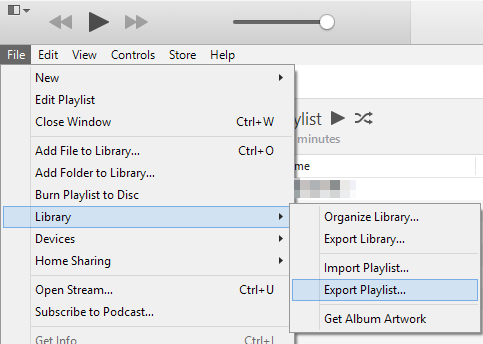 File Edit View Controls Store Help
New
Edit Playlist
Close Window Ctrl+W
Add File to Library... Ctrl+O
Add Folder to Library...
Burn Playlist to Disc
Library
Devices
Home Sharing
Open Stream... Ctrl+U
Subscribe to Podcast...
Get Info Ctrl+I
ylist
minutes
me
Organize Library...
Export Library...
Import Playlist...
Export Playlist...
Get Album Artwork